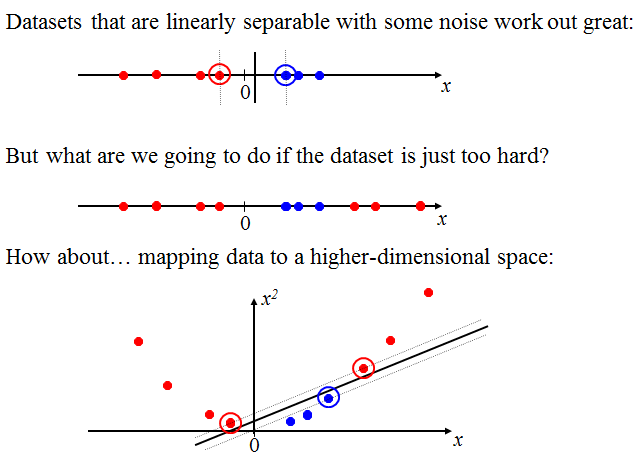 Datasets that are linearly separable with some noise work out great:
0
x
But what are we going to do if the dataset is just too hard?
0
x
How about… mapping data to a higher-dimensional space:
x²
0
x